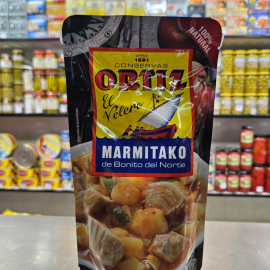 DESDE
1891
CONSERVAS
ORTIZ
El
Velero
100% NATURAL
MARMITAKO
de Bonito del Norte